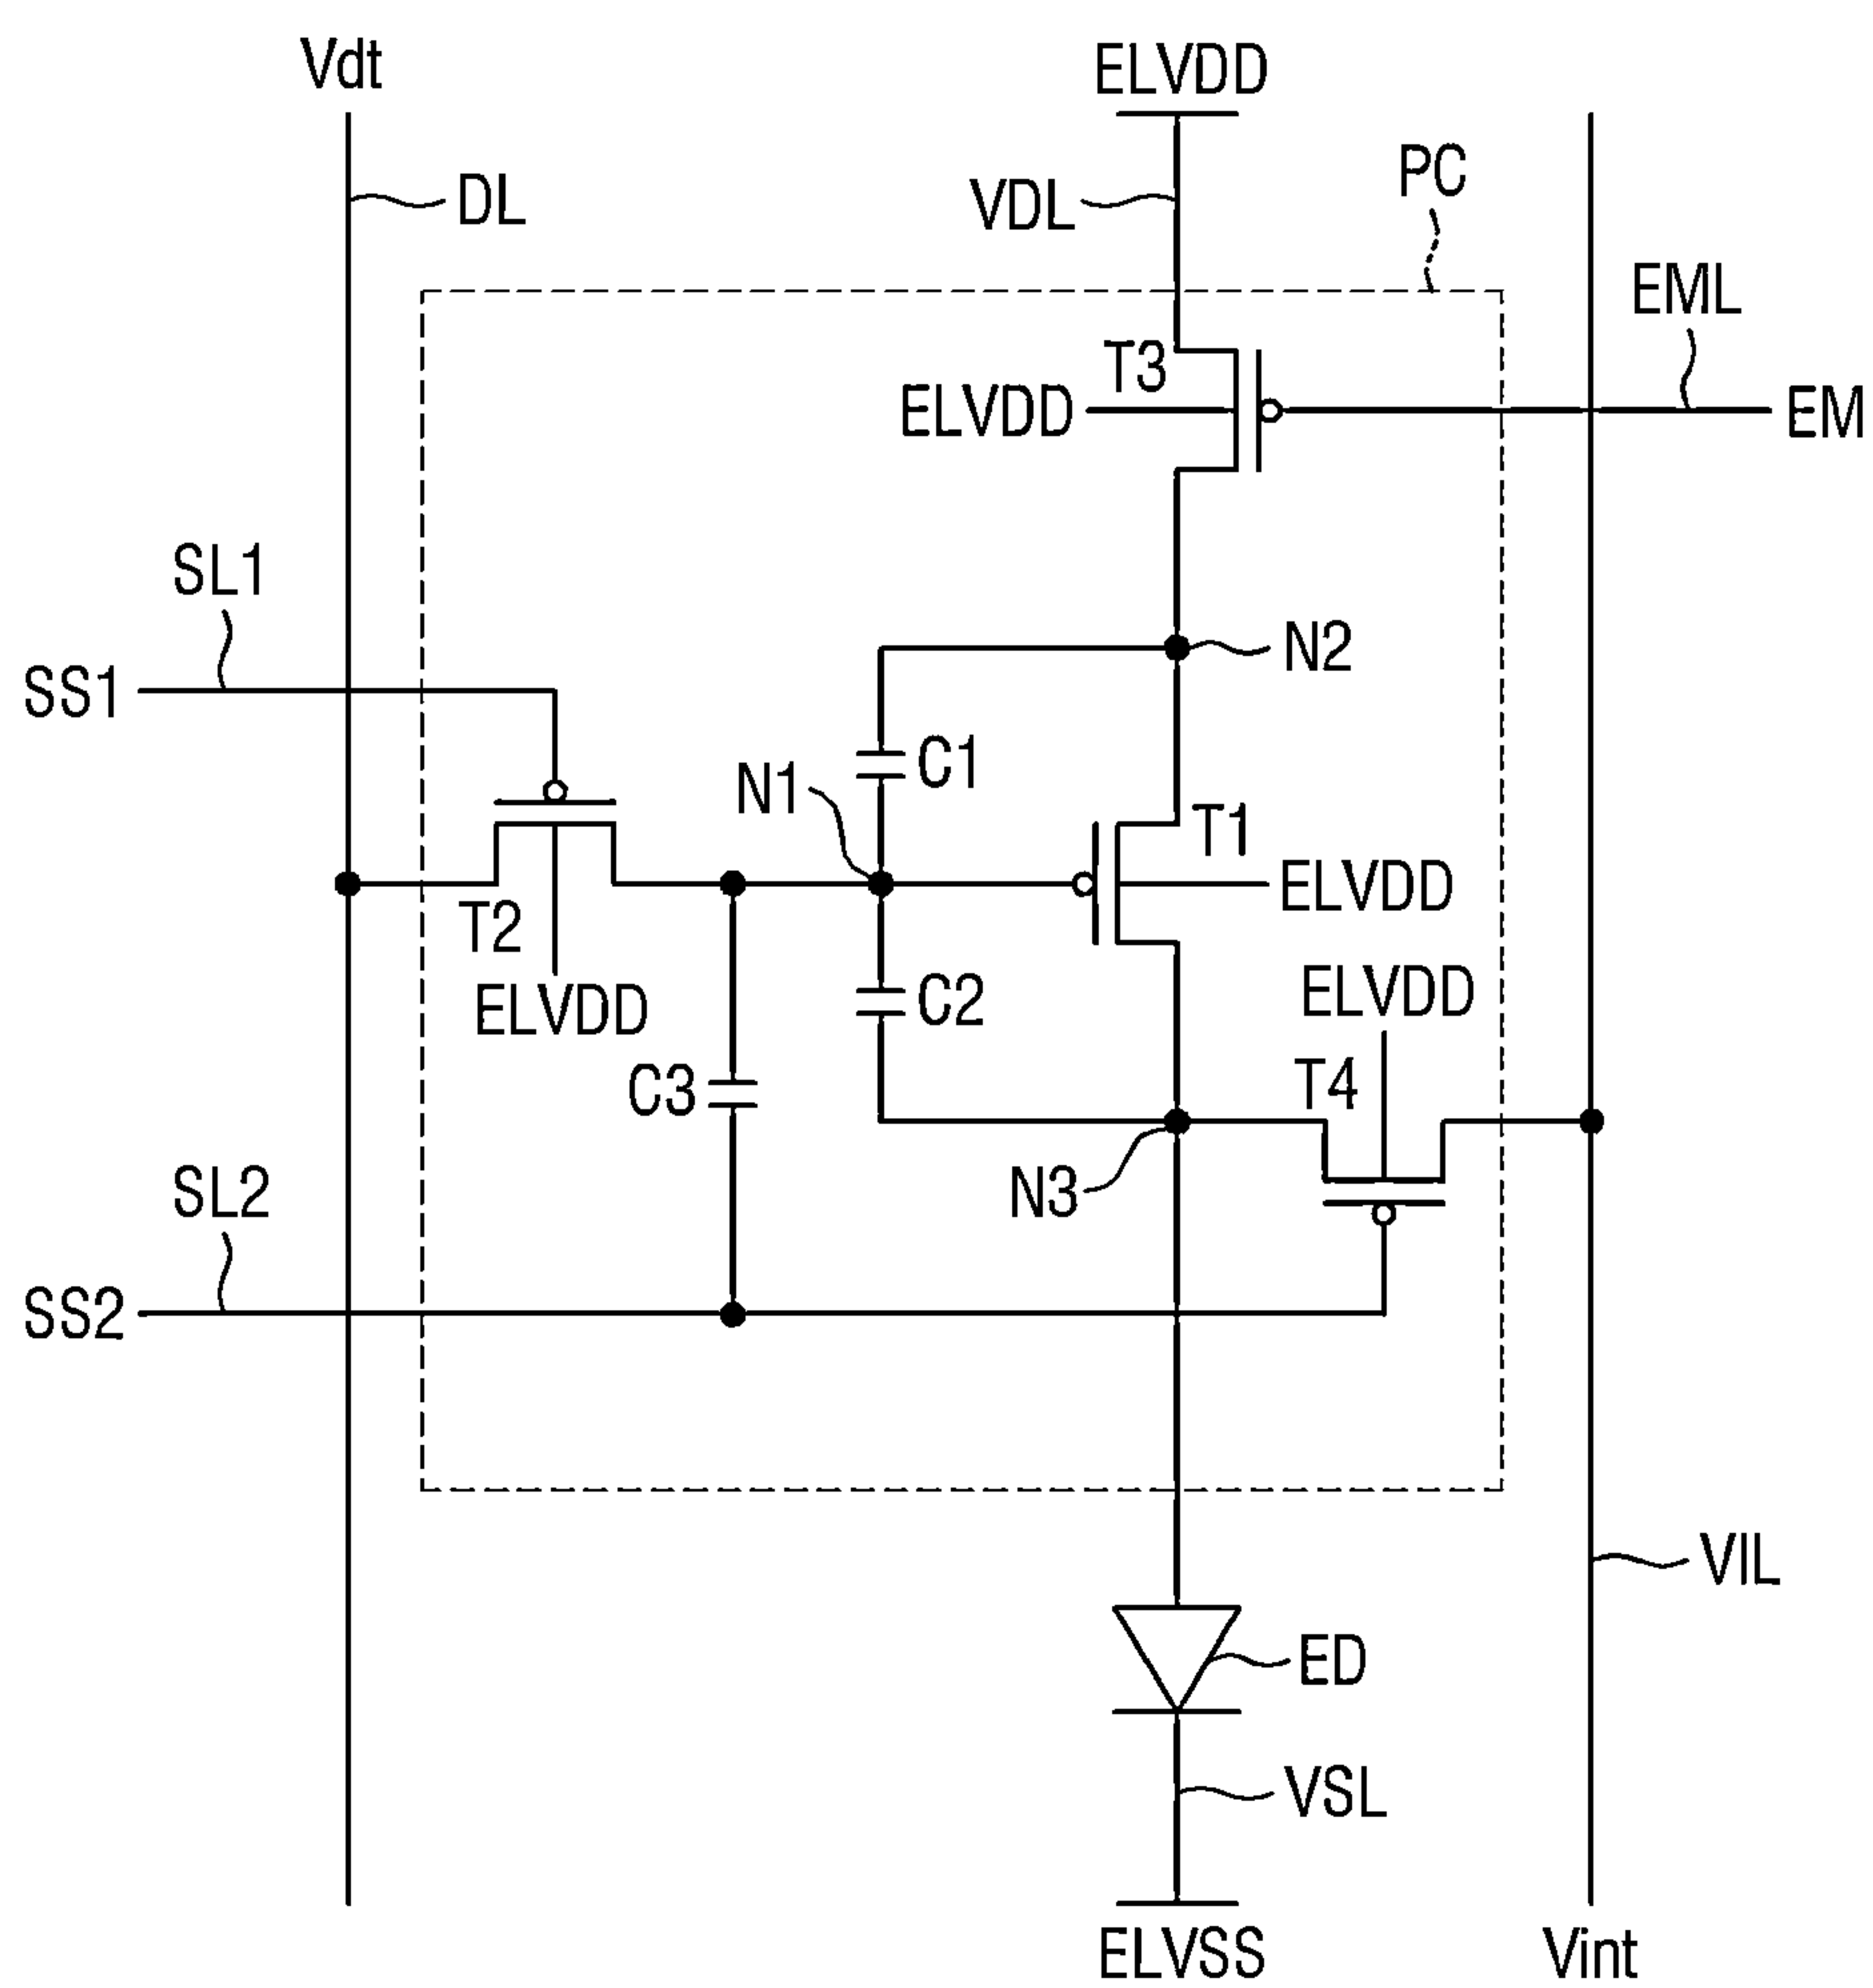 Vdt
ELVDD
DL
VDL
PC
EML
T3
ELVDD
EM
SL1
SS1
N2
C1
N1
T1
ELVDD
T2
ELVDD
C2
ELVDD
T4
C3
N3
SL2
SS2
VIL
ED
VSL
ELVSS
Vint